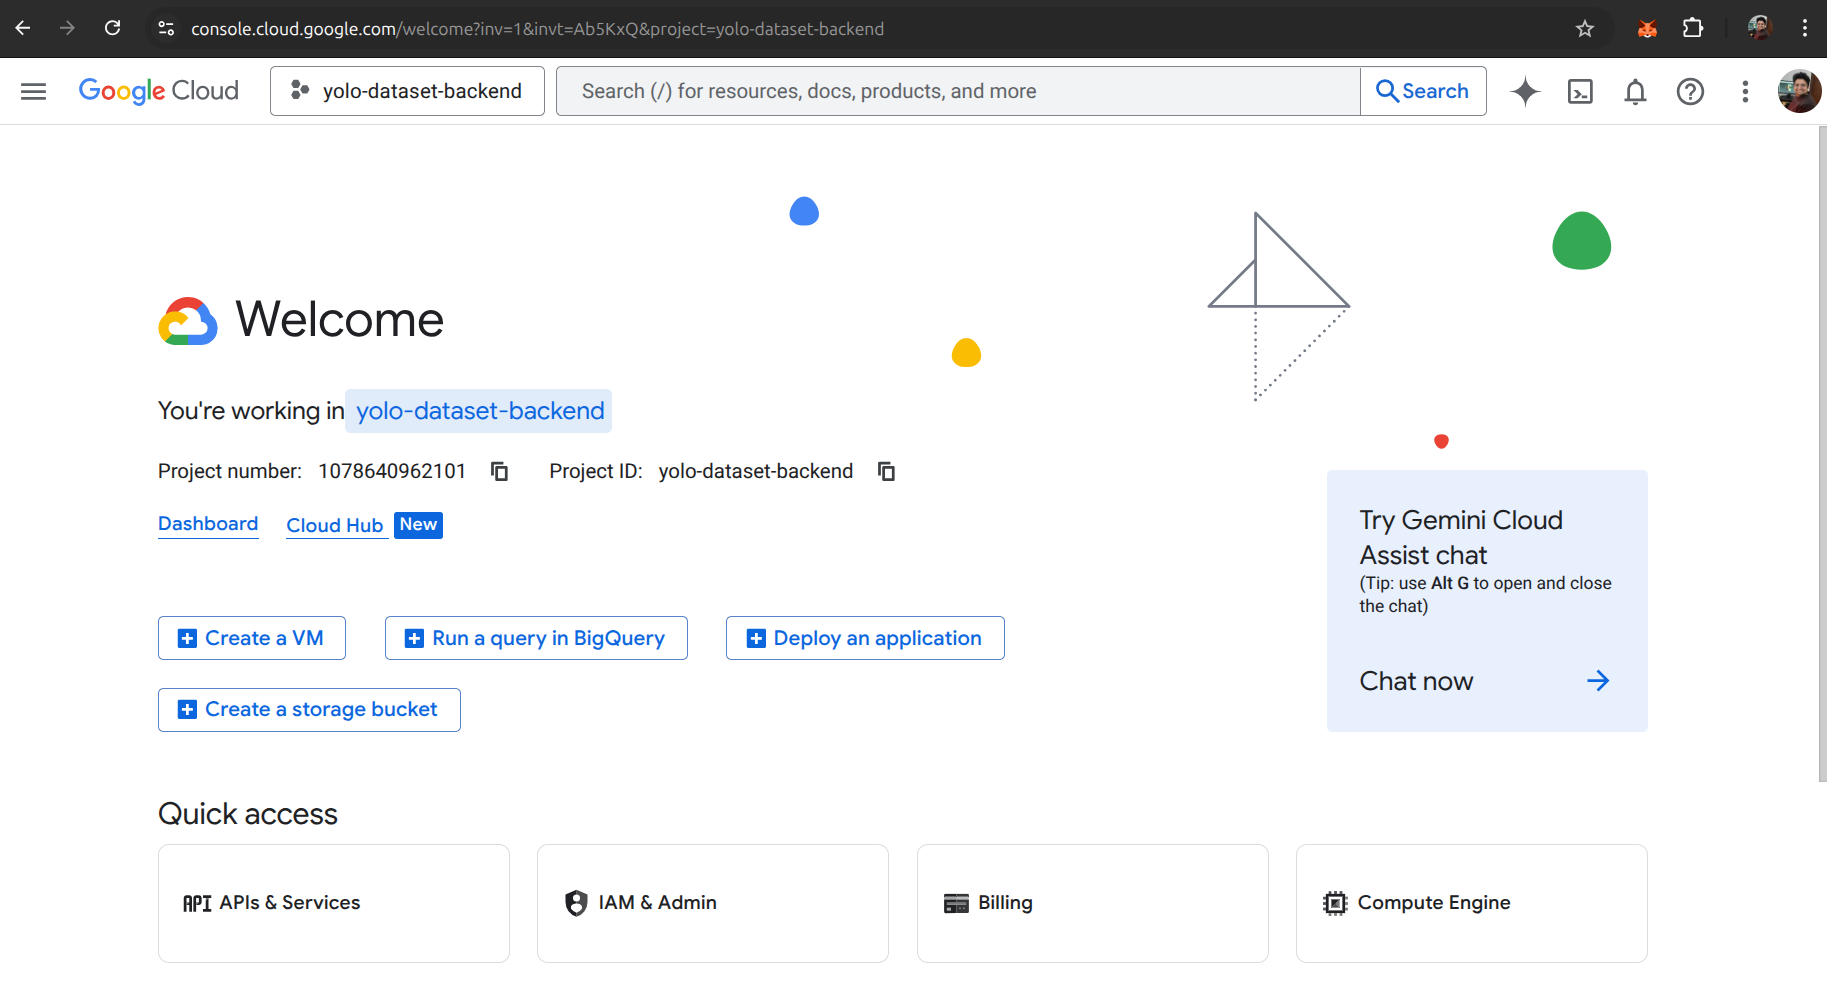 console.cloud.google.com/welcome?inv=1&invt=Ab5KxQ&project=yolo-dataset-backend
Google Cloud
yolo-dataset-backend
Search (/) for resources, docs, products, and more
Search
Welcome
You're working in yolo-dataset-backend
Project number: 1078640962101 Project ID: yolo-dataset-backend
Dashboard Cloud Hub New
Create a VM Run a query in BigQuery Deploy an application
Create a storage bucket
Try Gemini Cloud
Assist chat
(Tip: use Alt G to open and close
the chat)
Chat now
Quick access
API APIs & Services IAM & Admin Billing Compute Engine